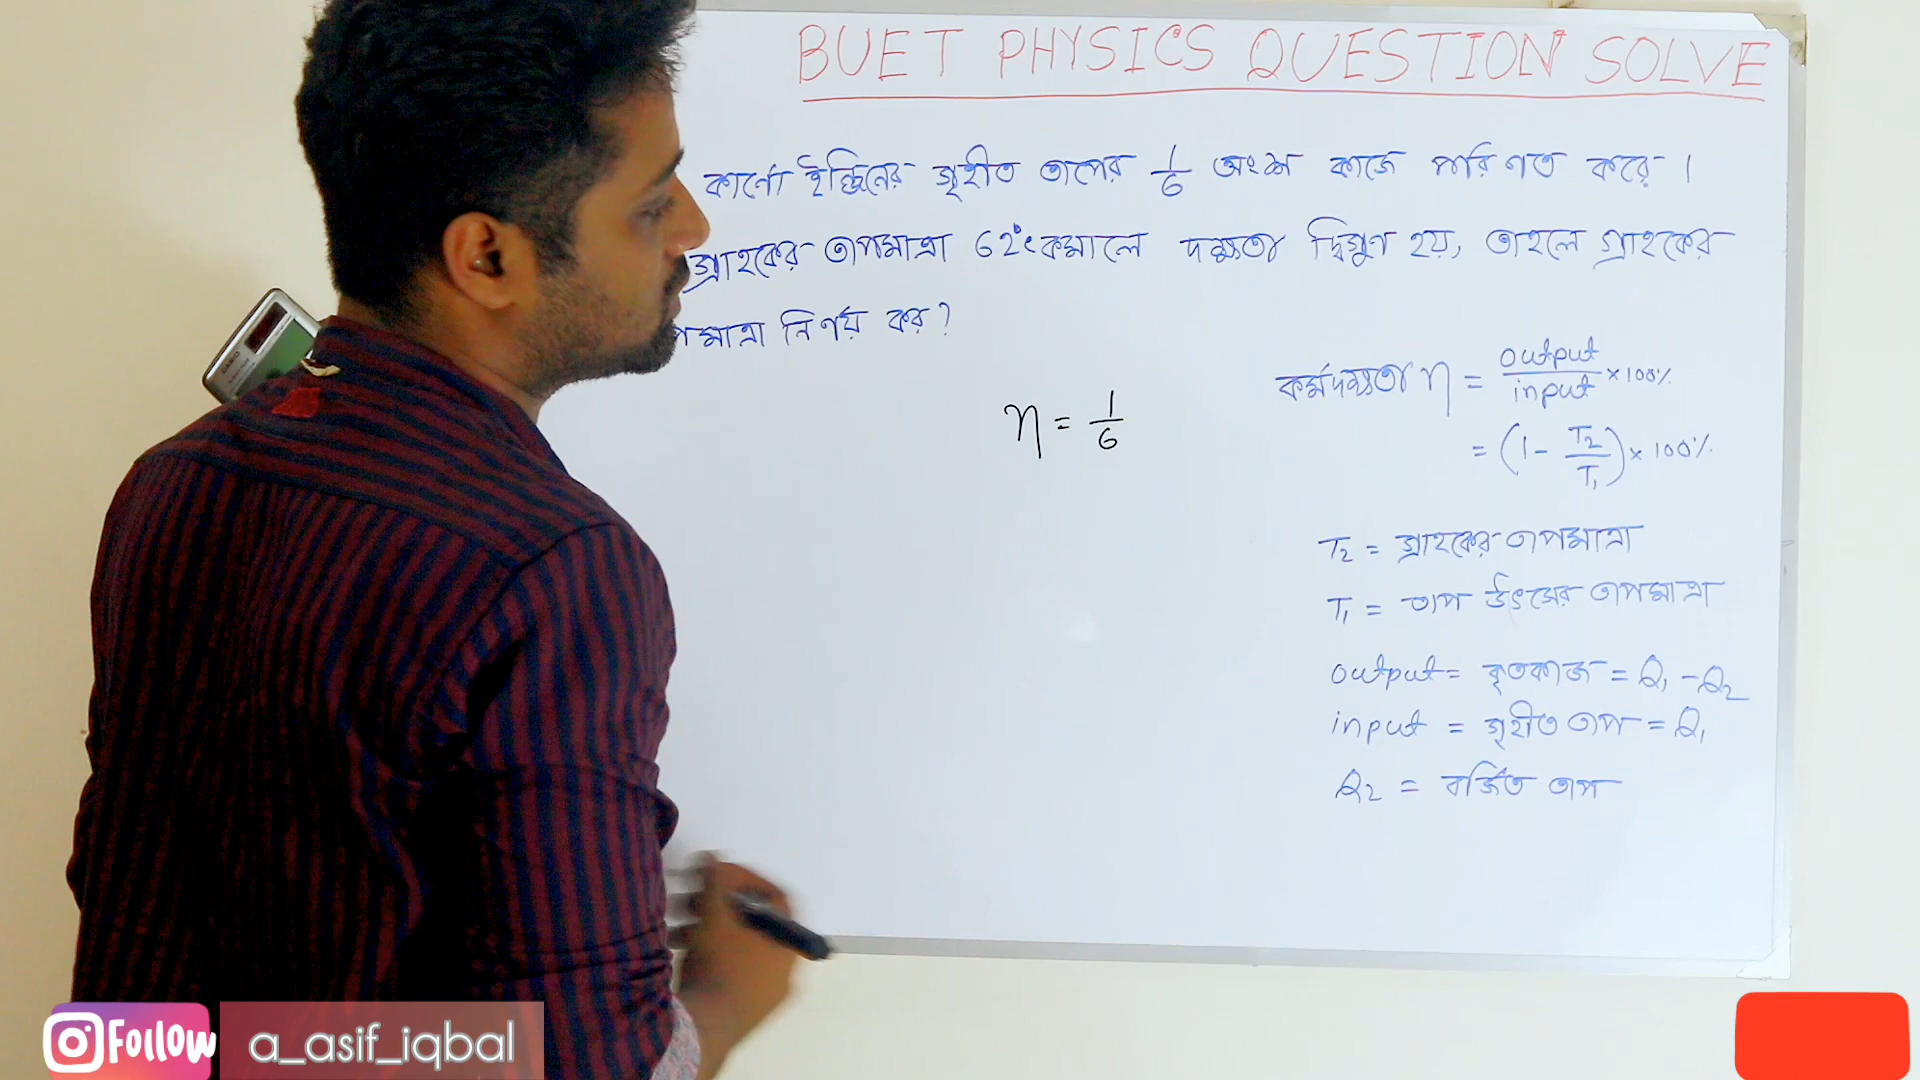 BUET PHYSICS QUESTION SOLVE
কার্নো ইঞ্জিনের গৃহীত তাপের 1/6 অংশ কাজে পরিণত করে।
গ্রাহকের তাপমাত্রা 62°c কমালে দক্ষতা দ্বিগুণ হয়, তাহলে গ্রাহকের
পমাত্রা নির্ণয় কর?
η = 1/6
কর্মদক্ষতা η = output/input × 100%
= (1 - T₂/T₁) × 100%
T₂ = গ্রাহকের তাপমাত্রা
T₁ = তাপ উৎসের তাপমাত্রা
output = কৃতকাজ = Q₁ - Q₂
input = গৃহীত তাপ = Q₁
Q₂ = বর্জিত তাপ
CASIO
Follow a_asif_iqbal